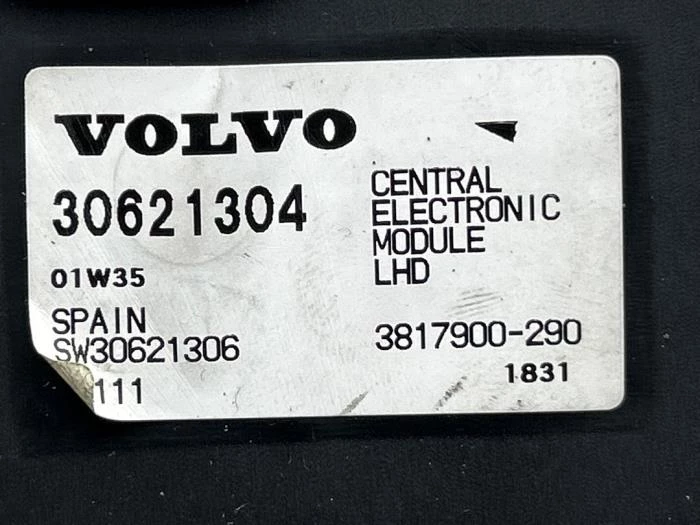 VOLVO
30621304
01W35
SPAIN
SW30621306
111
CENTRAL
ELECTRONIC
MODULE
LHD
3817900-290
1831